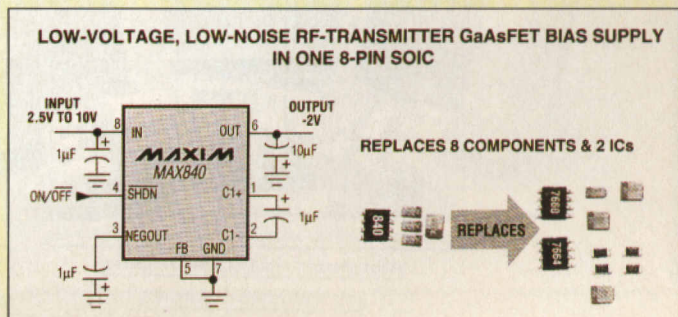 LOW-VOLTAGE, LOW-NOISE RF-TRANSMITTER GaAsFET BIAS SUPPLY
IN ONE 8-PIN SOIC
INPUT
2.5V TO 10V
8
IN
OUT
6
OUTPUT
-2V
1µF
+
MAXIM
MAX840
10µF
+
ON/OFF
4
SHDN
C1+
1
+
1µF
3
NEGOUT
C1-
2
1µF
+
FB
GND
5
7
REPLACES 8 COMPONENTS & 2 ICs
840
REPLACES
7660
7664